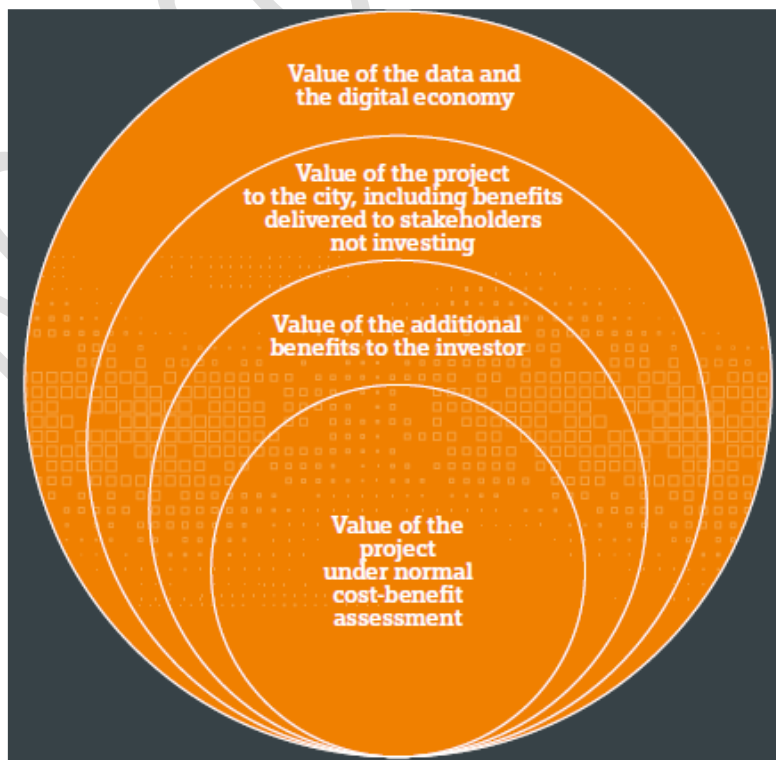 Value of the data and
the digital economy
Value of the project
to the city, including benefits
delivered to stakeholders
not investing
Value of the additional
benefits to the investor
Value of the
project
under normal
cost-benefit
assessment